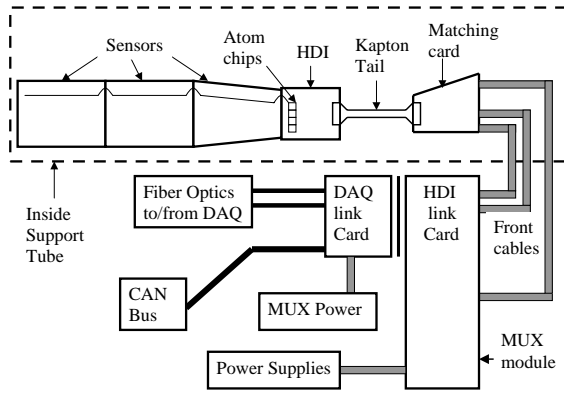 Sensors
Atom
chips
HDI
Kapton
Tail
Matching
card
Inside
Support
Tube
Fiber Optics
to/from DAQ
DAQ
link
Card
HDI
link
Card
Front
cables
CAN
Bus
MUX Power
Power Supplies
MUX
module